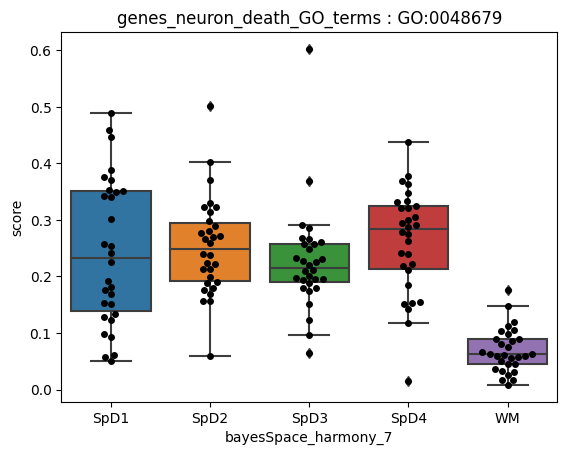 genes_neuron_death_GO_terms : GO:0048679
0.6
0.5
0.4
0.3
0.2
0.1
0.0
score
SpD1 SpD2 SpD3 SpD4 WM
bayesSpace_harmony_7